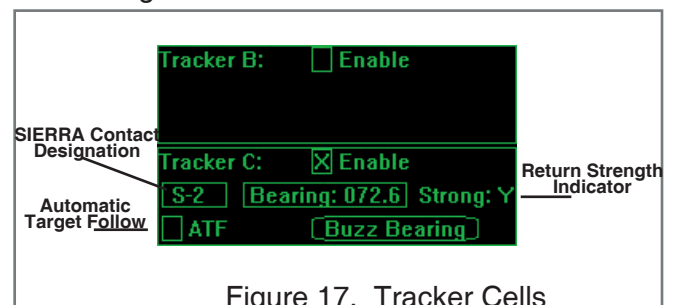 Tracker B: Enable
SIERRA Contact
Designation
Tracker C: X Enable
Return Strength
Indicator
S-2 Bearing: 072.6 Strong: Y
Automatic
Target Follow
ATF Buzz Bearing
Figure 17. Tracker Cells